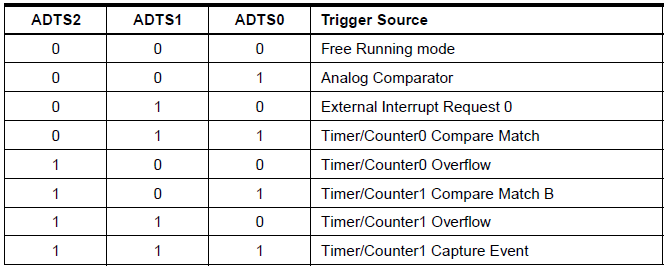 ADTS2 ADTS1 ADTS0 Trigger Source
0 0 0 Free Running mode
0 0 1 Analog Comparator
0 1 0 External Interrupt Request 0
0 1 1 Timer/Counter0 Compare Match
1 0 0 Timer/Counter0 Overflow
1 0 1 Timer/Counter1 Compare Match B
1 1 0 Timer/Counter1 Overflow
1 1 1 Timer/Counter1 Capture Event